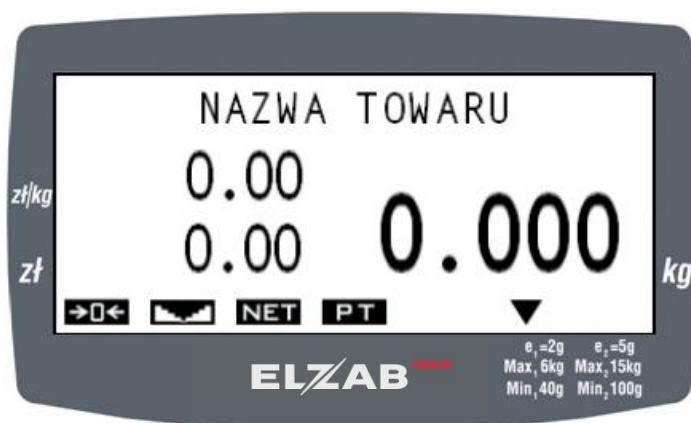 NAZWA TOWARU
zł/kg
0.00
0.000
kg
zł
0.00
→0← NET PT
ELZAB
e₁=2g e₂=5g
Max₁ 6kg Max₂ 15kg
Min₁ 40g Min₂ 100g